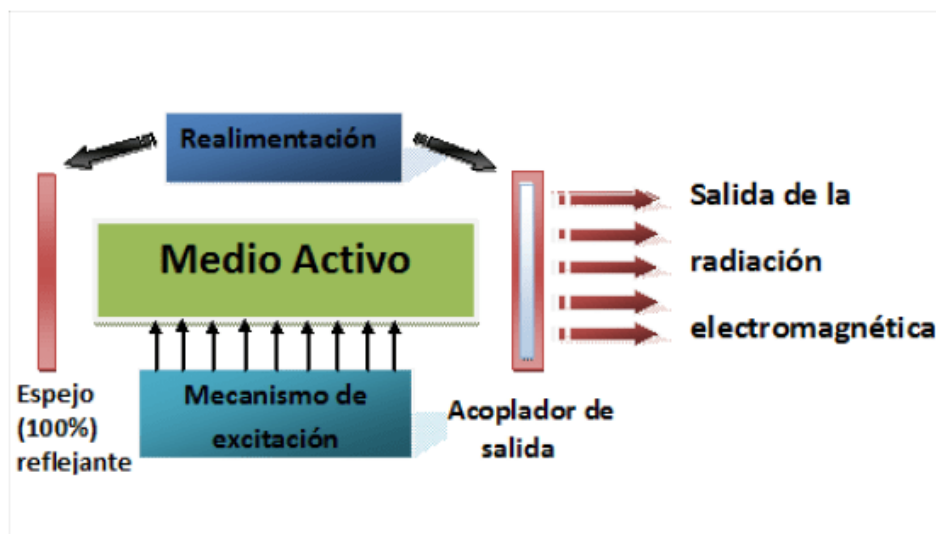 Realimentación
Medio Activo
Mecanismo de
excitación
Espejo
(100%)
reflejante
Acoplador de
salida
Salida de la
radiación
electromagnética